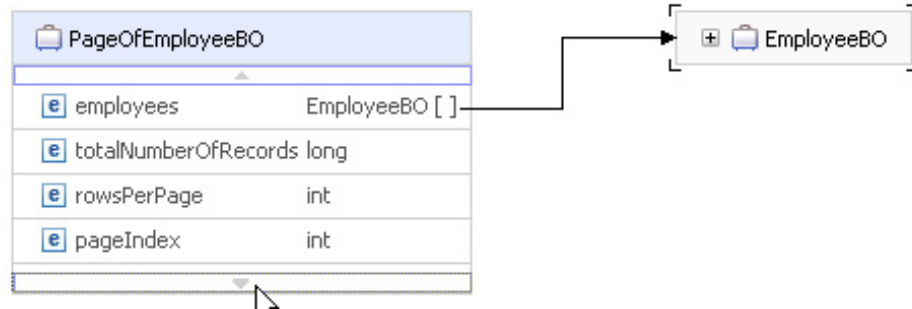 PageOfEmployeeBO
EmployeeBO
e employees EmployeeBO [ ]
e totalNumberOfRecords long
e rowsPerPage int
e pageIndex int